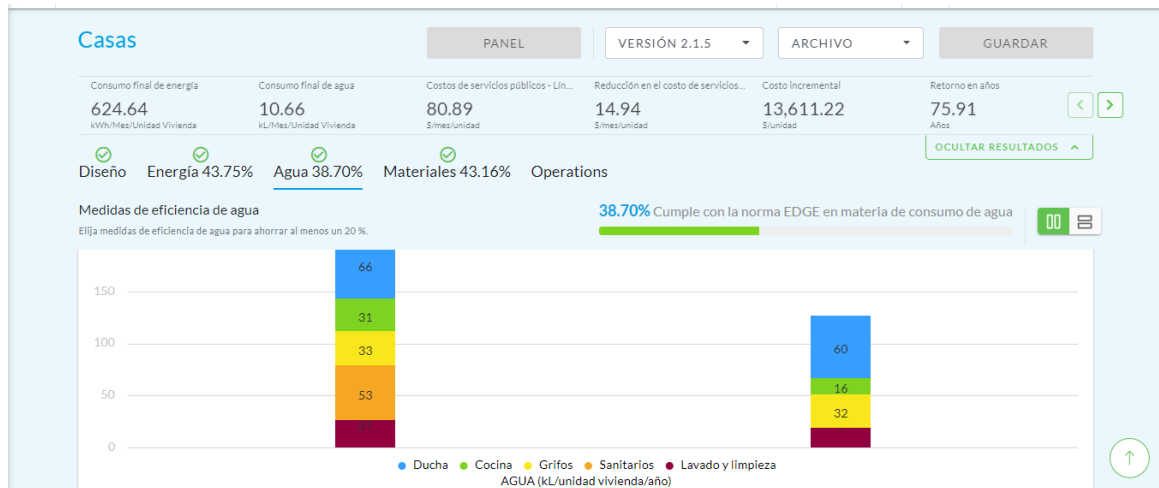 Casas
PANEL
VERSIÓN 2.1.5
ARCHIVO
GUARDAR
Consumo final de energía
624.64
kWh/Mes/Unidad Vivienda
Consumo final de agua
10.66
kL/Mes/Unidad Vivienda
Costos de servicios públicos - Lín...
80.89
$/mes/unidad
Reducción en el costo de servicios...
14.94
$/mes/unidad
Costo incremental
13,611.22
$/unidad
Retorno en años
75.91
Años
OCULTAR RESULTADOS
Diseño
Energía 43.75%
Agua 38.70%
Materiales 43.16%
Operations
Medidas de eficiencia de agua
Elija medidas de eficiencia de agua para ahorrar al menos un 20 %.
38.70% Cumple con la norma EDGE en materia de consumo de agua
150
100
50
0
66
31
33
53
60
16
32
Ducha
Cocina
Grifos
Sanitarios
Lavado y limpieza
AGUA (kL/unidad vivienda/año)